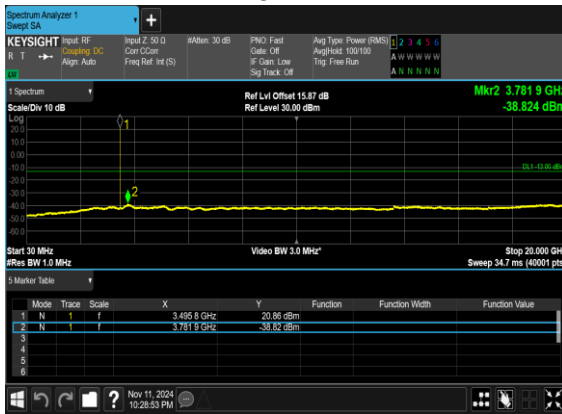 Spectrum Analyzer 1
Swept SA
KEYSIGHT
R T
Input: RF
Coupling: DC
Align: Auto
Input Z: 50 Ω
Corr CCorr
Freq Ref: Int (S)
#Atten: 30 dB
PNO: Fast
Gate: Off
IF Gain: Low
Sig Track: Off
Avg Type: Power (RMS)
Avg|Hold: 100/100
Trig: Free Run
1 2 3 4 5 6
A W W W W W
A N N N N N
1 Spectrum
Scale/Div 10 dB
Ref Lvl Offset 15.87 dB
Ref Level 30.00 dBm
Mkr2 3.781 9 GHz
-38.824 dBm
Log
20.0
10.0
0.00
-10.0
-20.0
-30.0
-40.0
-50.0
-60.0
1
2
DL1 -13.00 dBm
Start 30 MHz
#Res BW 1.0 MHz
Video BW 3.0 MHz*
Stop 20.000 GHz
Sweep 34.7 ms (40001 pts)
5 Marker Table
Mode Trace Scale X Y Function Function Width Function Value
1 N 1 f 3.495 8 GHz 20.86 dBm
2 N 1 f 3.781 9 GHz -38.82 dBm
3
4
5
6
?
Nov 11, 2024
10:28:53 PM